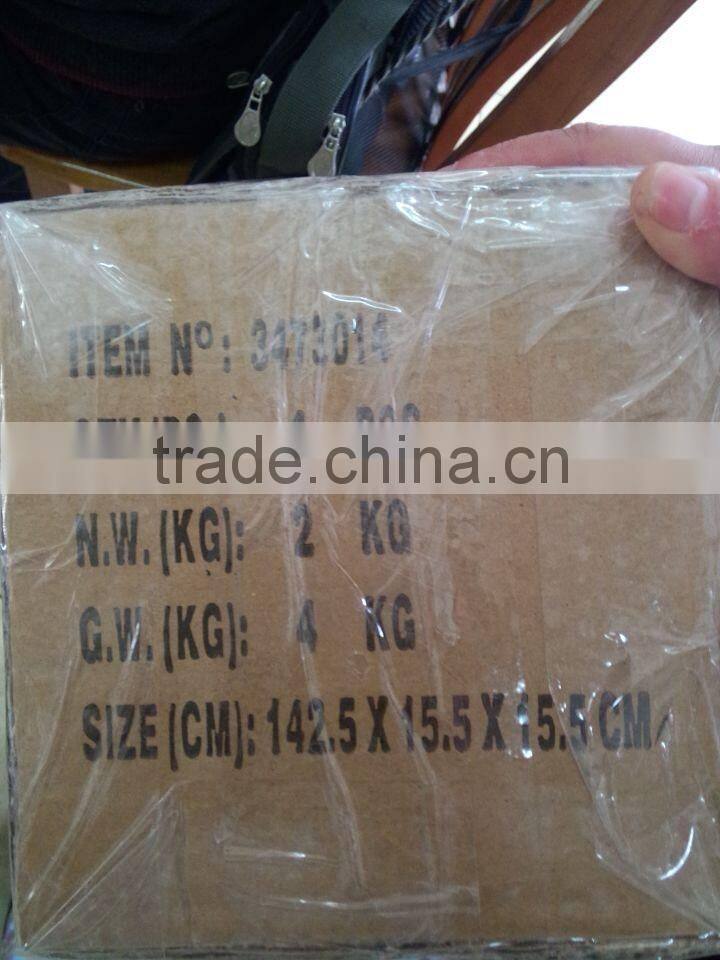 ITEM Nº: 3473014
trade.china.cn
N.W.(KG): 2 KG
G.W.(KG): 4 KG
SIZE(CM): 142.5 X 15.5 X 15.5 CM